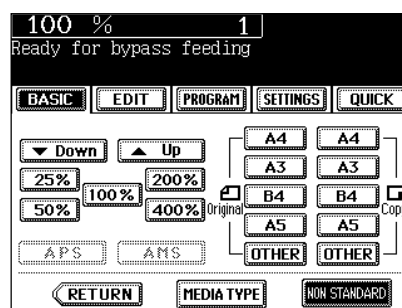 100 % 1
Ready for bypass feeding
BASIC EDIT PROGRAM SETTINGS QUICK
Down Up
25% 200%
100%
50% 400%
APS AMS
Original
A4 A4
A3 A3
B4 B4
A5 A5
OTHER OTHER
Cop
RETURN MEDIA TYPE NON STANDARD